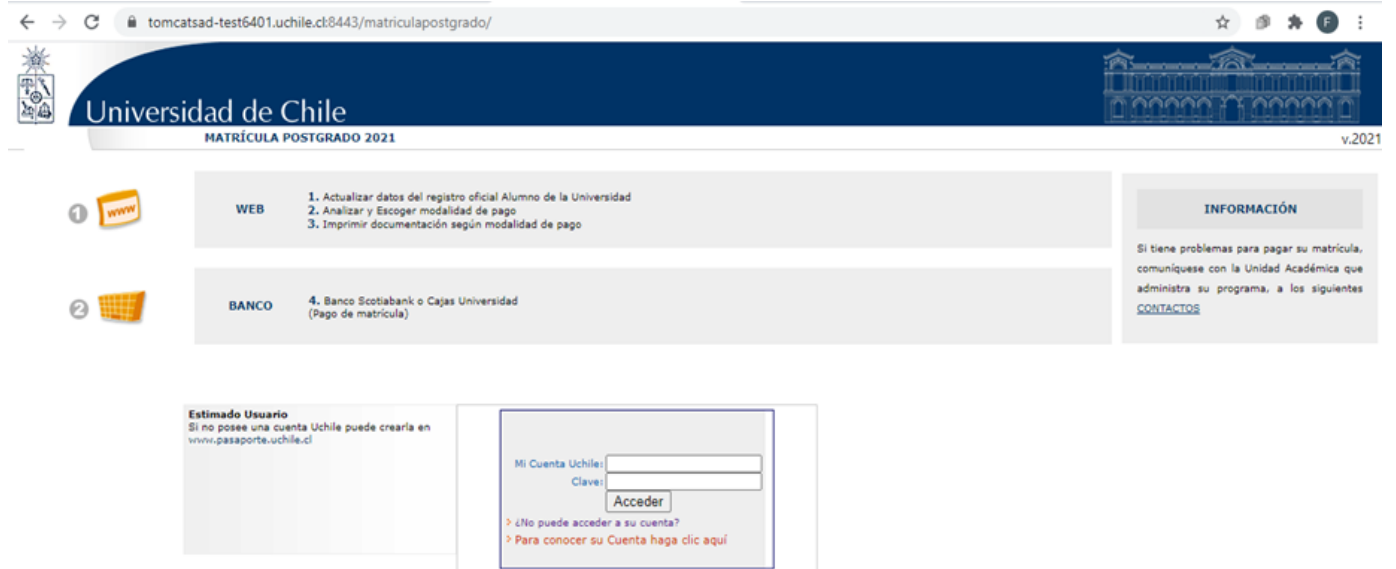 tomcatsad-test6401.uchile.cl:8443/matriculapostgrado/
F
Universidad de Chile
MATRÍCULA POSTGRADO 2021
v.2021
1
www
WEB
1. Actualizar datos del registro oficial Alumno de la Universidad
2. Analizar y Escoger modalidad de pago
3. Imprimir documentación según modalidad de pago
2
BANCO
4. Banco Scotiabank o Cajas Universidad
(Pago de matrícula)
INFORMACIÓN
Si tiene problemas para pagar su matrícula,
comuníquese con la Unidad Académica que
administra su programa, a los siguientes
CONTACTOS
Estimado Usuario
Si no posee una cuenta Uchile puede crearla en
www.pasaporte.uchile.cl
Mi Cuenta Uchile:
Clave:
Acceder
¿No puede acceder a su cuenta?
Para conocer su Cuenta haga clic aquí